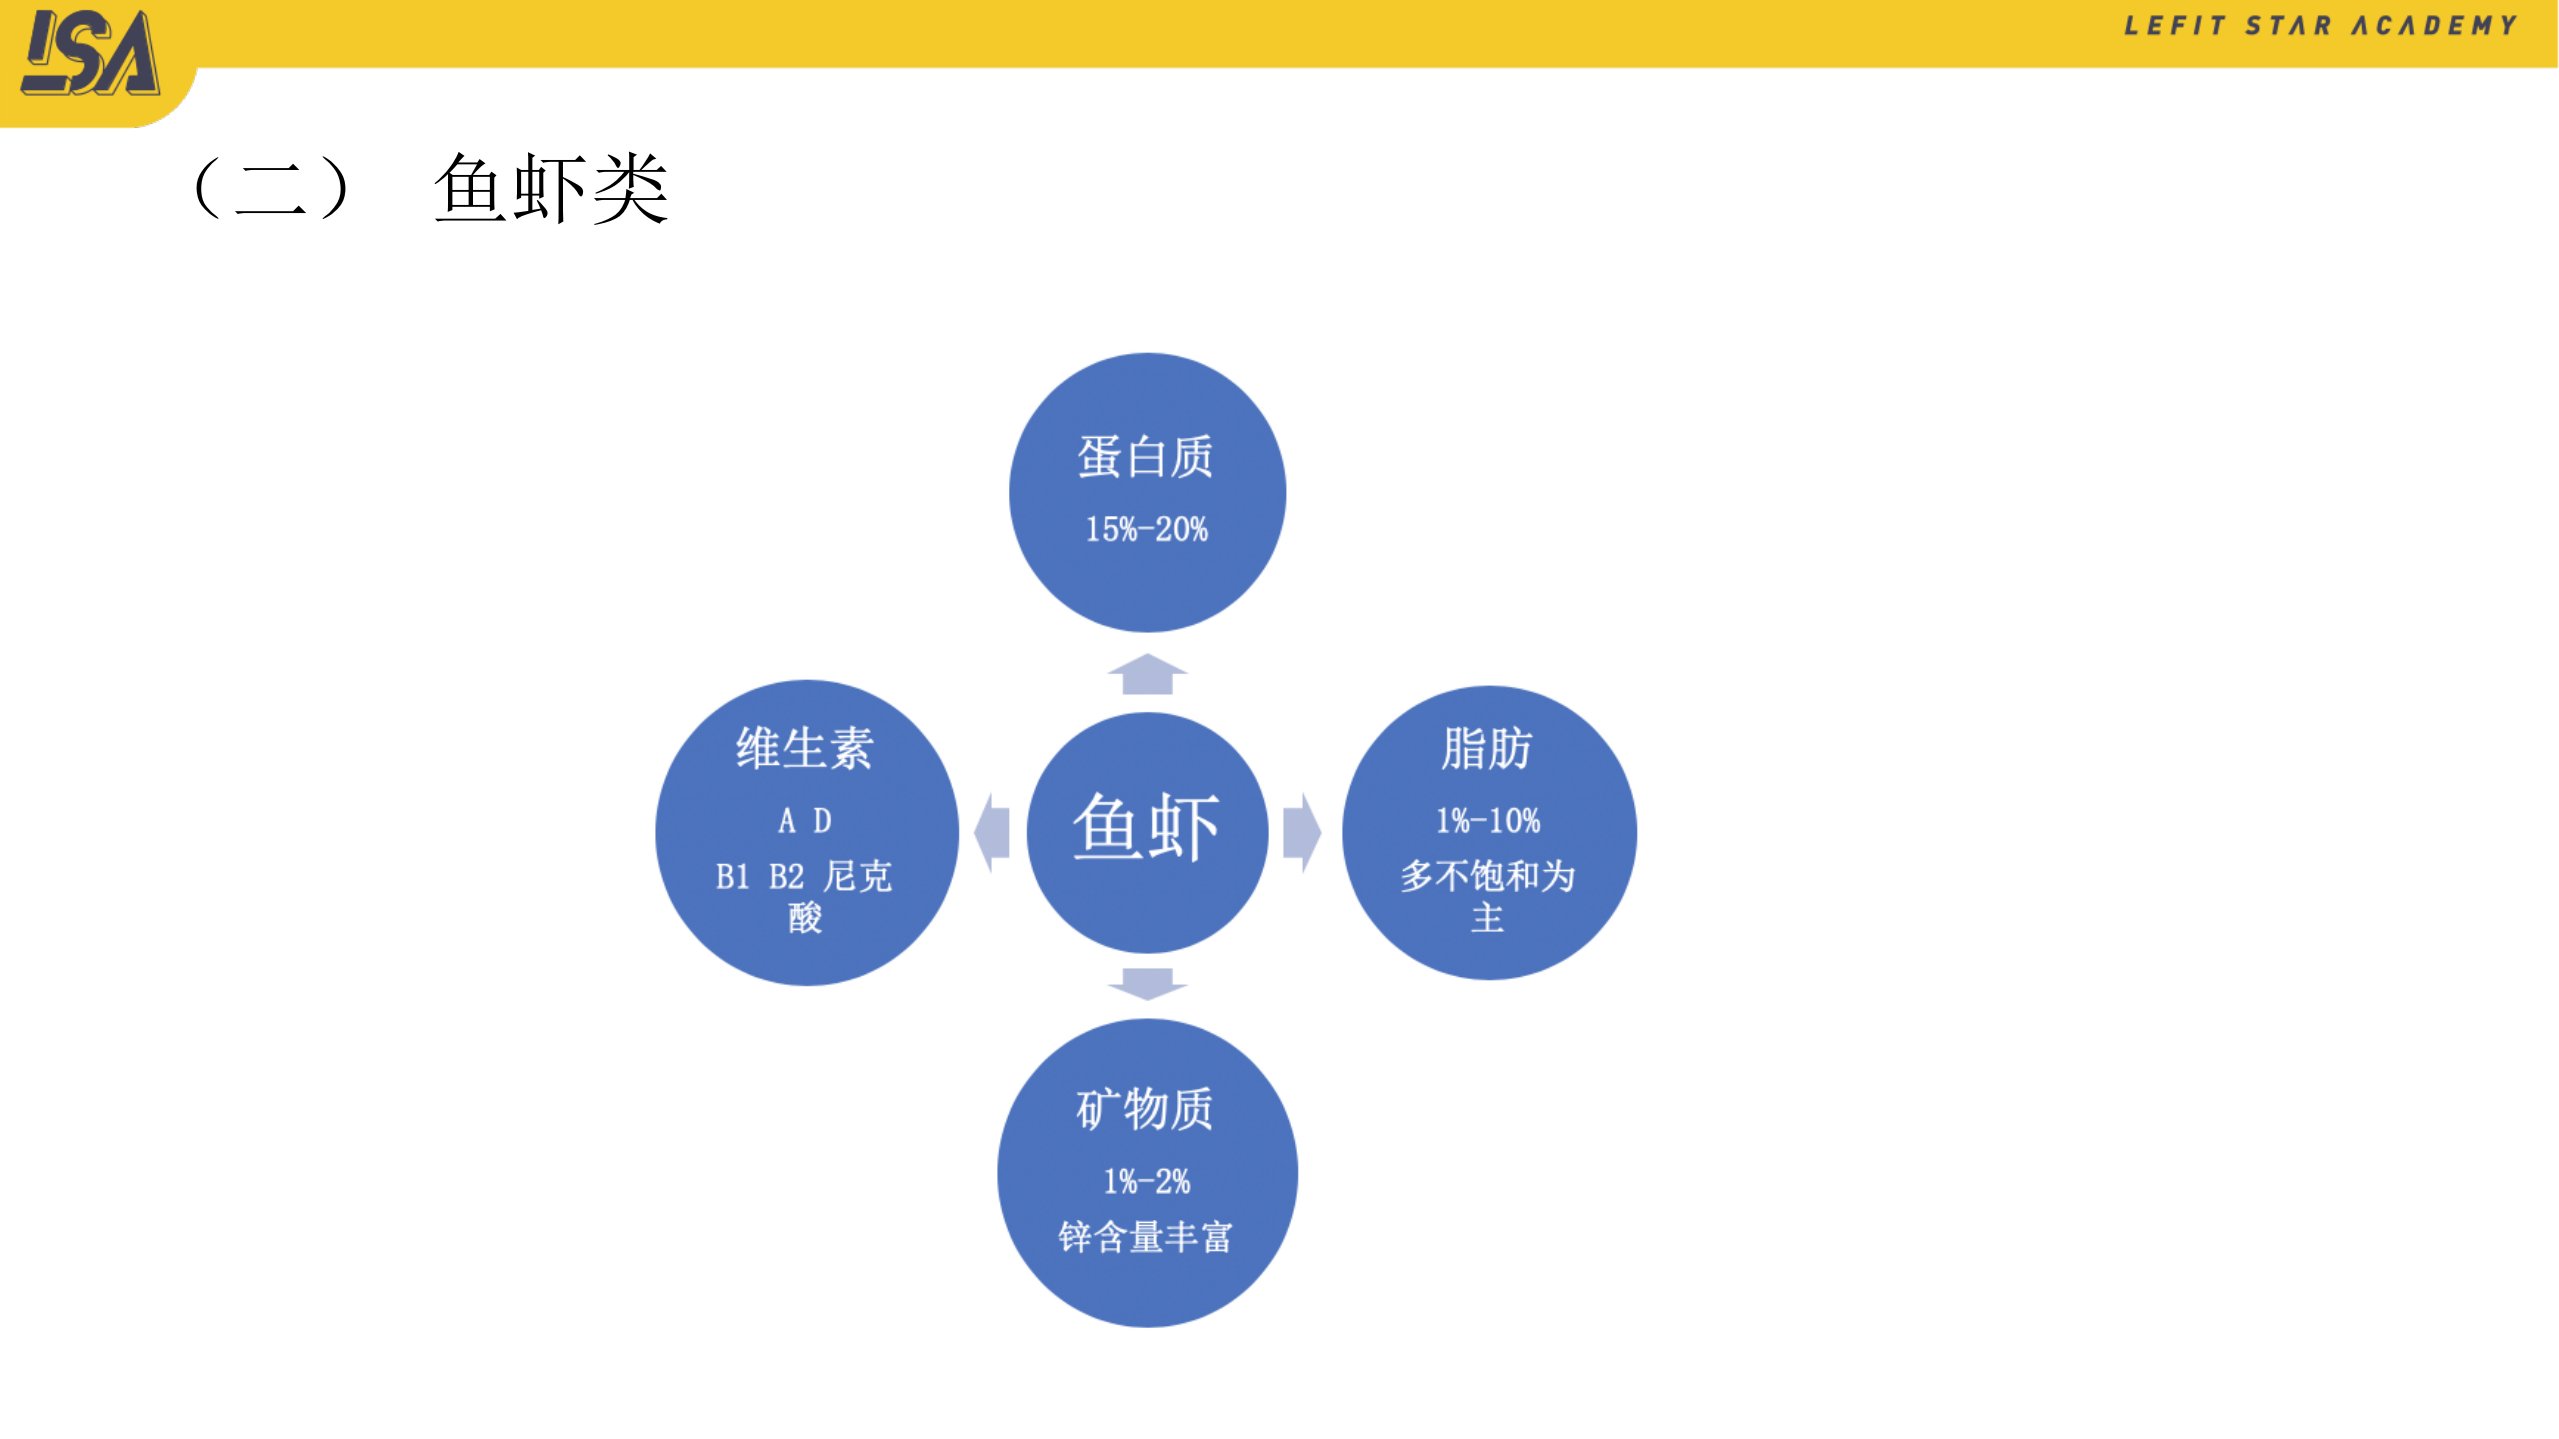 LSA
LEFIT STAR ACADEMY
（二） 鱼虾类
蛋白质
15%-20%
维生素
A D
B1 B2 尼克
酸
鱼虾
脂肪
1%-10%
多不饱和为
主
矿物质
1%-2%
锌含量丰富